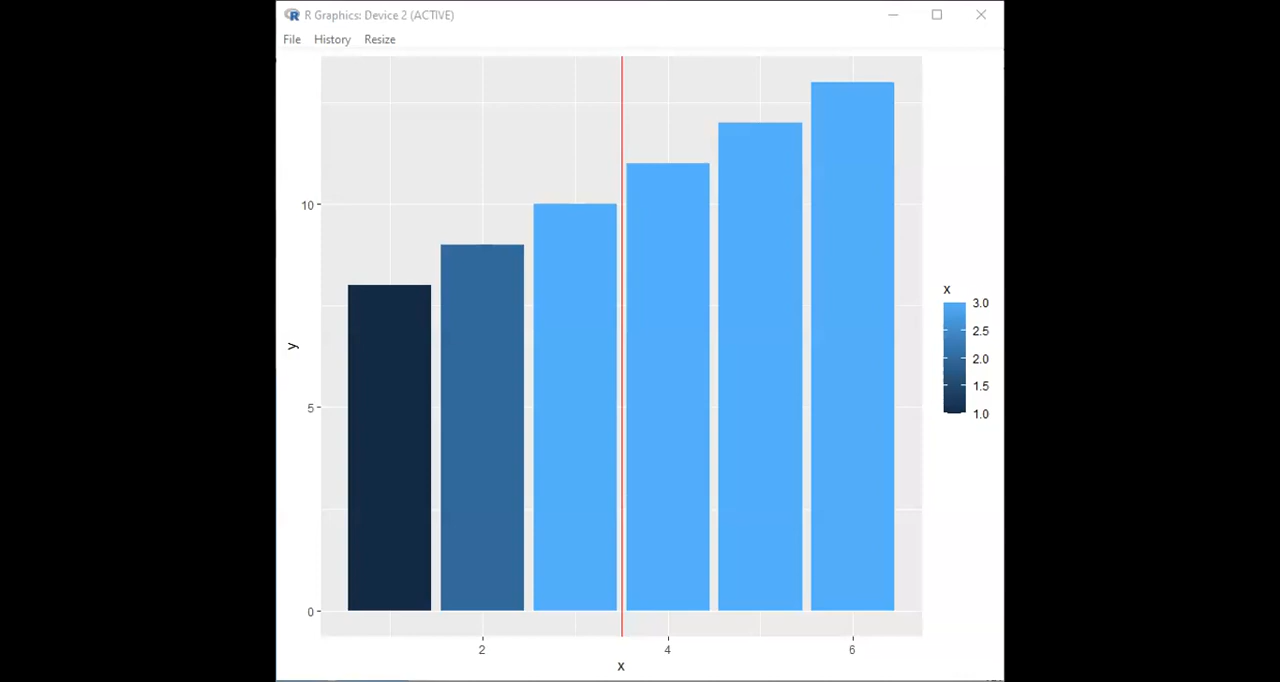 R Graphics: Device 2 (ACTIVE)
File History Resize
10
5
0
y
2 4 6
x
x
3.0
2.5
2.0
1.5
1.0